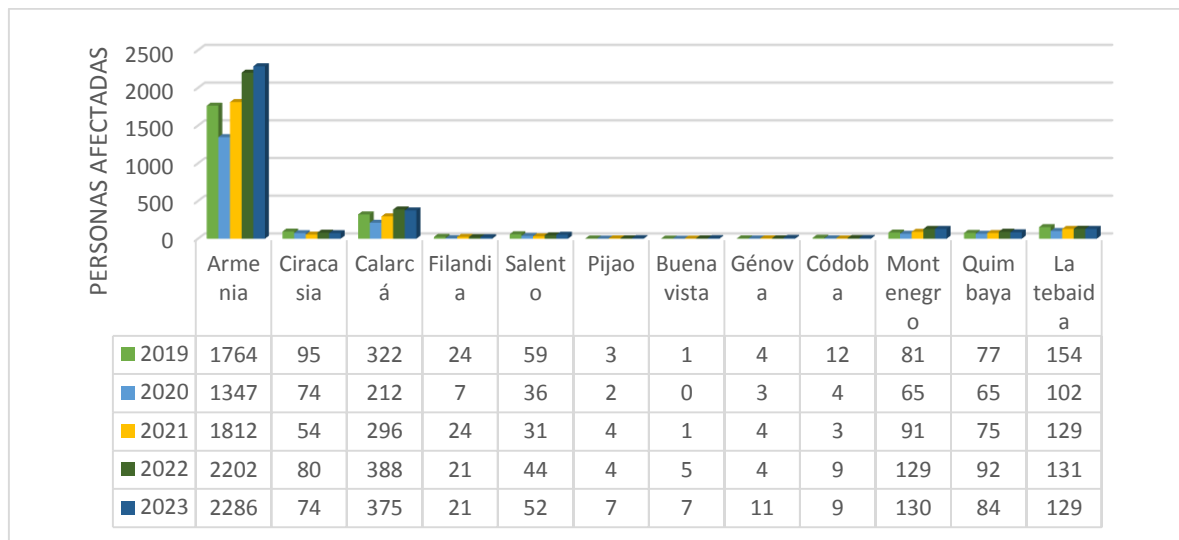 PERSONAS AFECTADAS
2500
2000
1500
1000
500
0
Arme Ciraca Calarc Filandi Salent Pijao Buena Génov Códob Mont Quim La
nia sia á a o vista a a enegr baya tebaid
o a
2019 1764 95 322 24 59 3 1 4 12 81 77 154
2020 1347 74 212 7 36 2 0 3 4 65 65 102
2021 1812 54 296 24 31 4 1 4 3 91 75 129
2022 2202 80 388 21 44 4 5 4 9 129 92 131
2023 2286 74 375 21 52 7 7 11 9 130 84 129